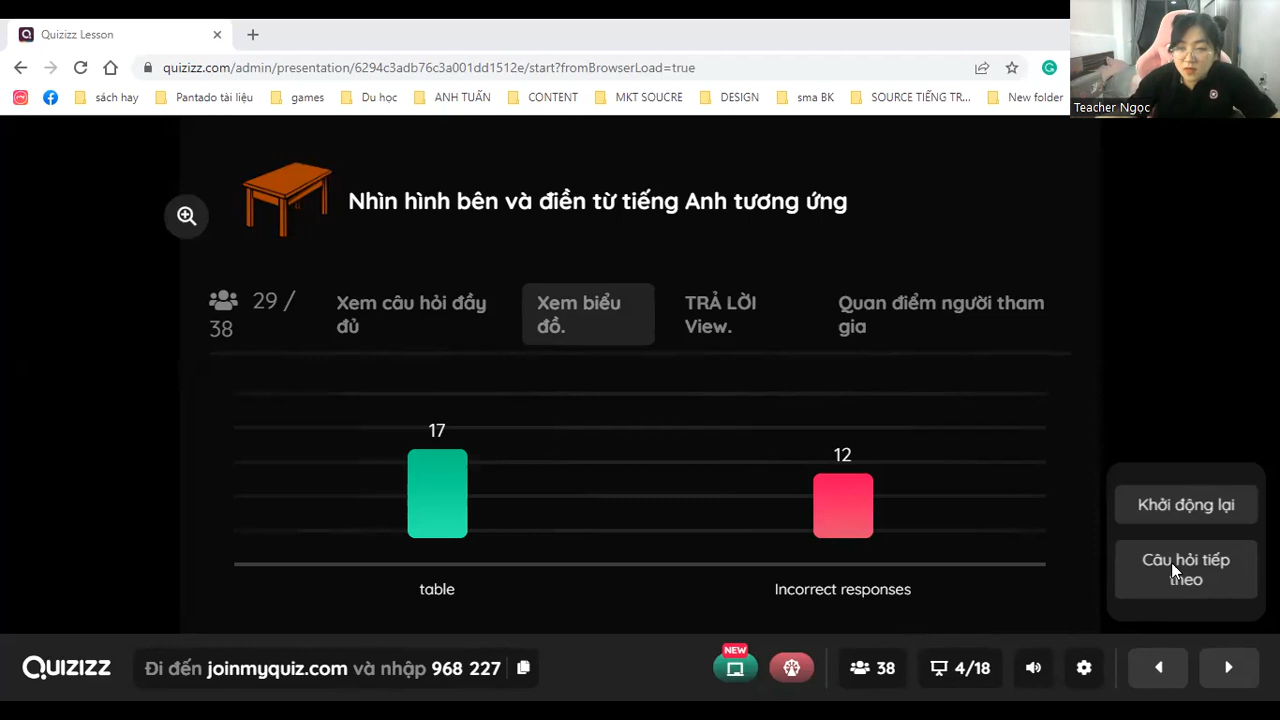 Quizizz Lesson
quizizz.com/admin/presentation/6294c3adb76c3a001dd1512e/start?fromBrowserLoad=true
sách hay
Pantado tài liệu
games
Du học
ANH TUẤN
CONTENT
MKT SOUCRE
DESIGN
sma BK
SOURCE TIẾNG TR...
New folder
Teacher Ngọc
Nhìn hình bên và điền từ tiếng Anh tương ứng
29 /
38
Xem câu hỏi đầy
đủ
Xem biểu
đồ.
TRẢ LỜI
View.
Quan điểm người tham
gia
17
12
table
Incorrect responses
Khởi động lại
Câu hỏi tiếp
theo
QUIZIZZ
Đi đến joinmyquiz.com và nhập 968 227
NEW
38
4/18